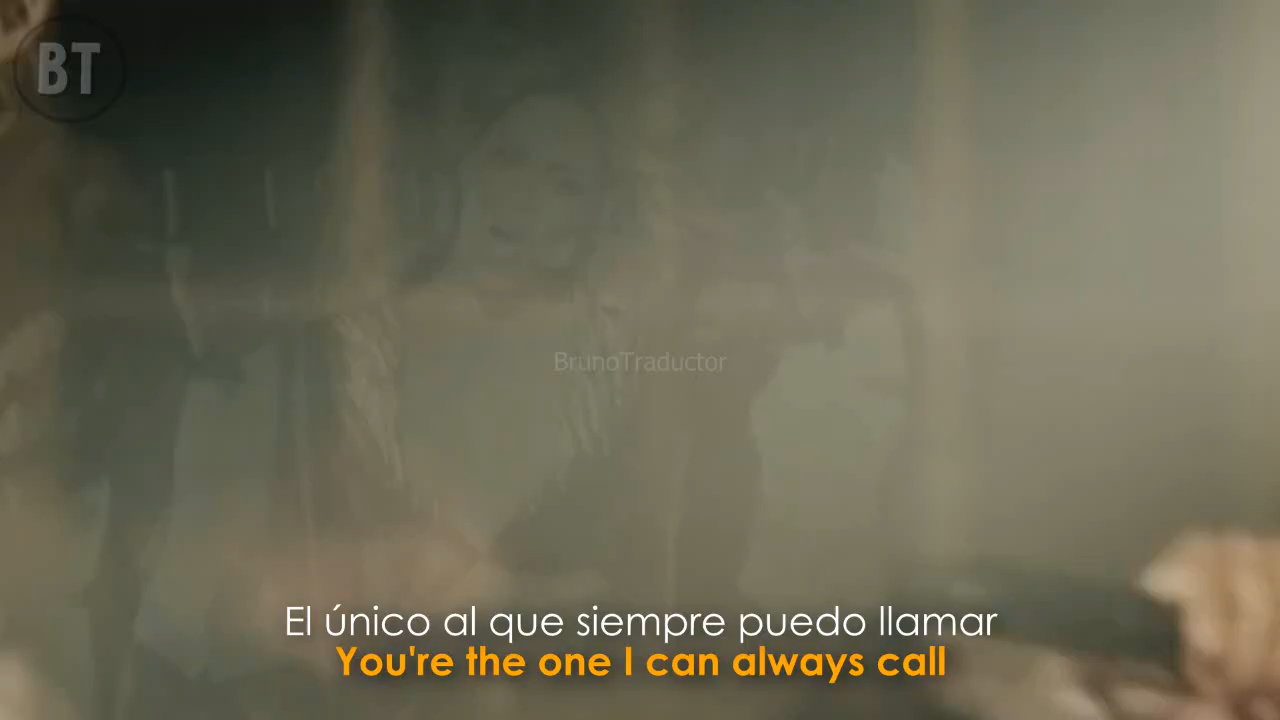 BT
BrunoTraductor
El único al que siempre puedo llamar
You're the one I can always call